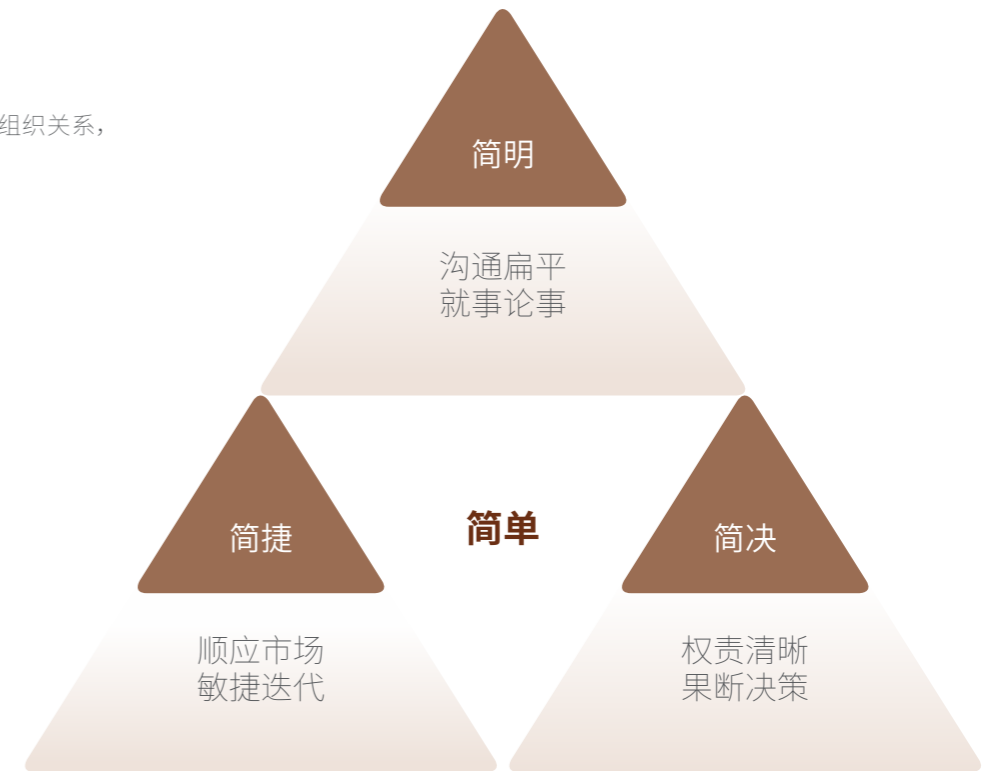 组织关系，
简明
沟通扁平
就事论事
简捷
简单
简决
顺应市场
敏捷迭代
权责清晰
果断决策